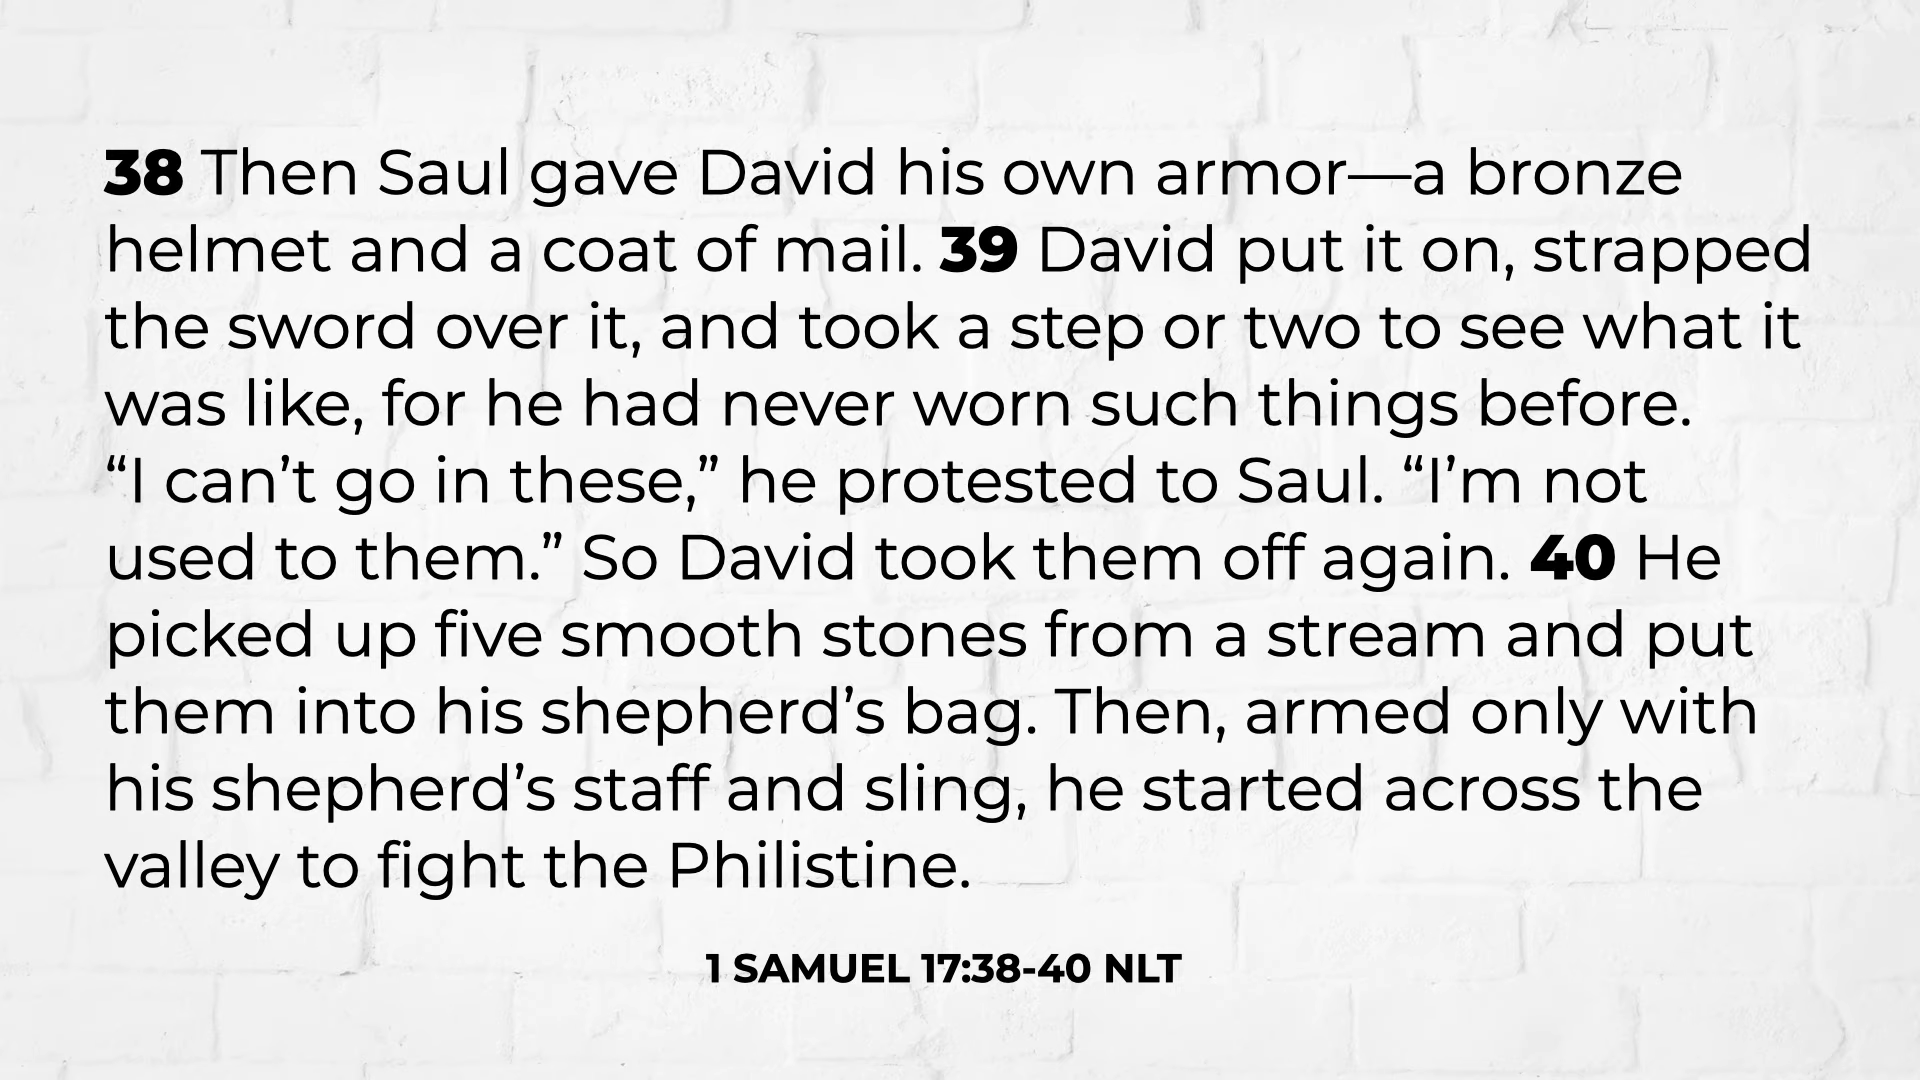 38 Then Saul gave David his own armor—a bronze
helmet and a coat of mail. 39 David put it on, strapped
the sword over it, and took a step or two to see what it
was like, for he had never worn such things before.
“I can’t go in these,” he protested to Saul. “I’m not
used to them.” So David took them off again. 40 He
picked up five smooth stones from a stream and put
them into his shepherd’s bag. Then, armed only with
his shepherd’s staff and sling, he started across the
valley to fight the Philistine.
1 SAMUEL 17:38-40 NLT